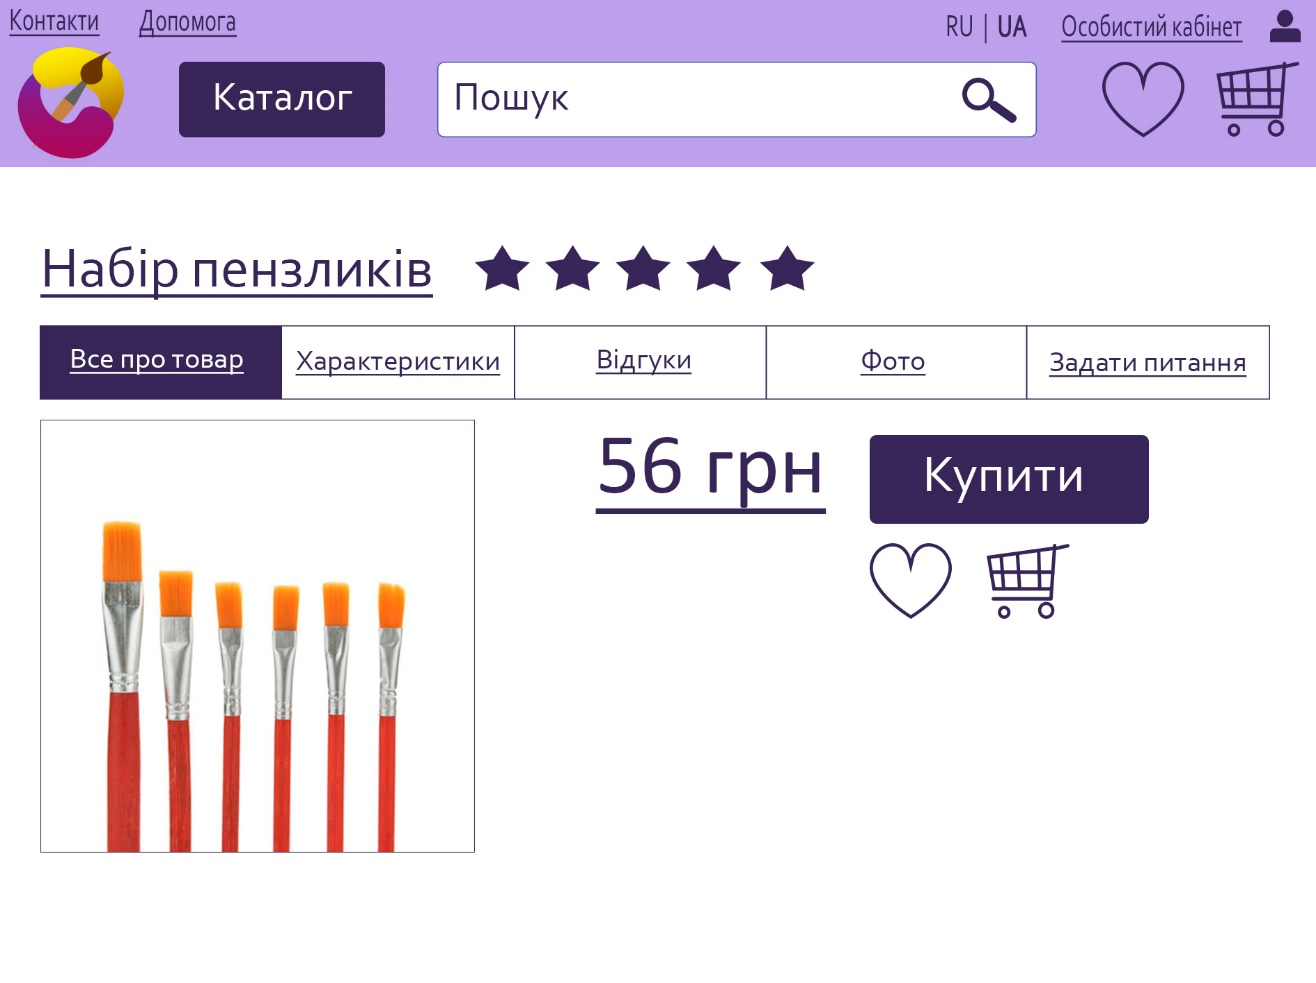 Контакти Допомога RU | UA Особистий кабінет
Каталог Пошук
Набір пензликів
Все про товар Характеристики Відгуки Фото Задати питання
56 грн Купити